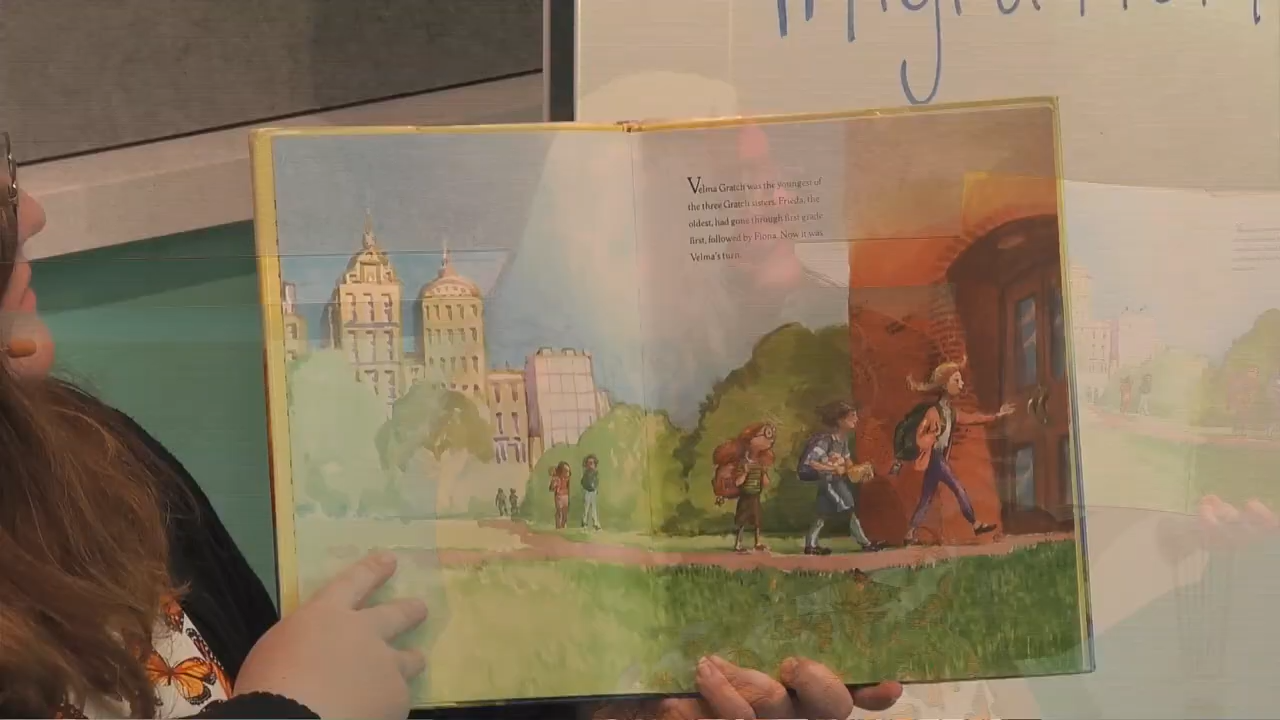 migration
Velma Gratch was the youngest of
the three Gratch sisters. Frieda, the
oldest, had gone through first grade
first, followed by Fiona. Now it was
Velma's turn.